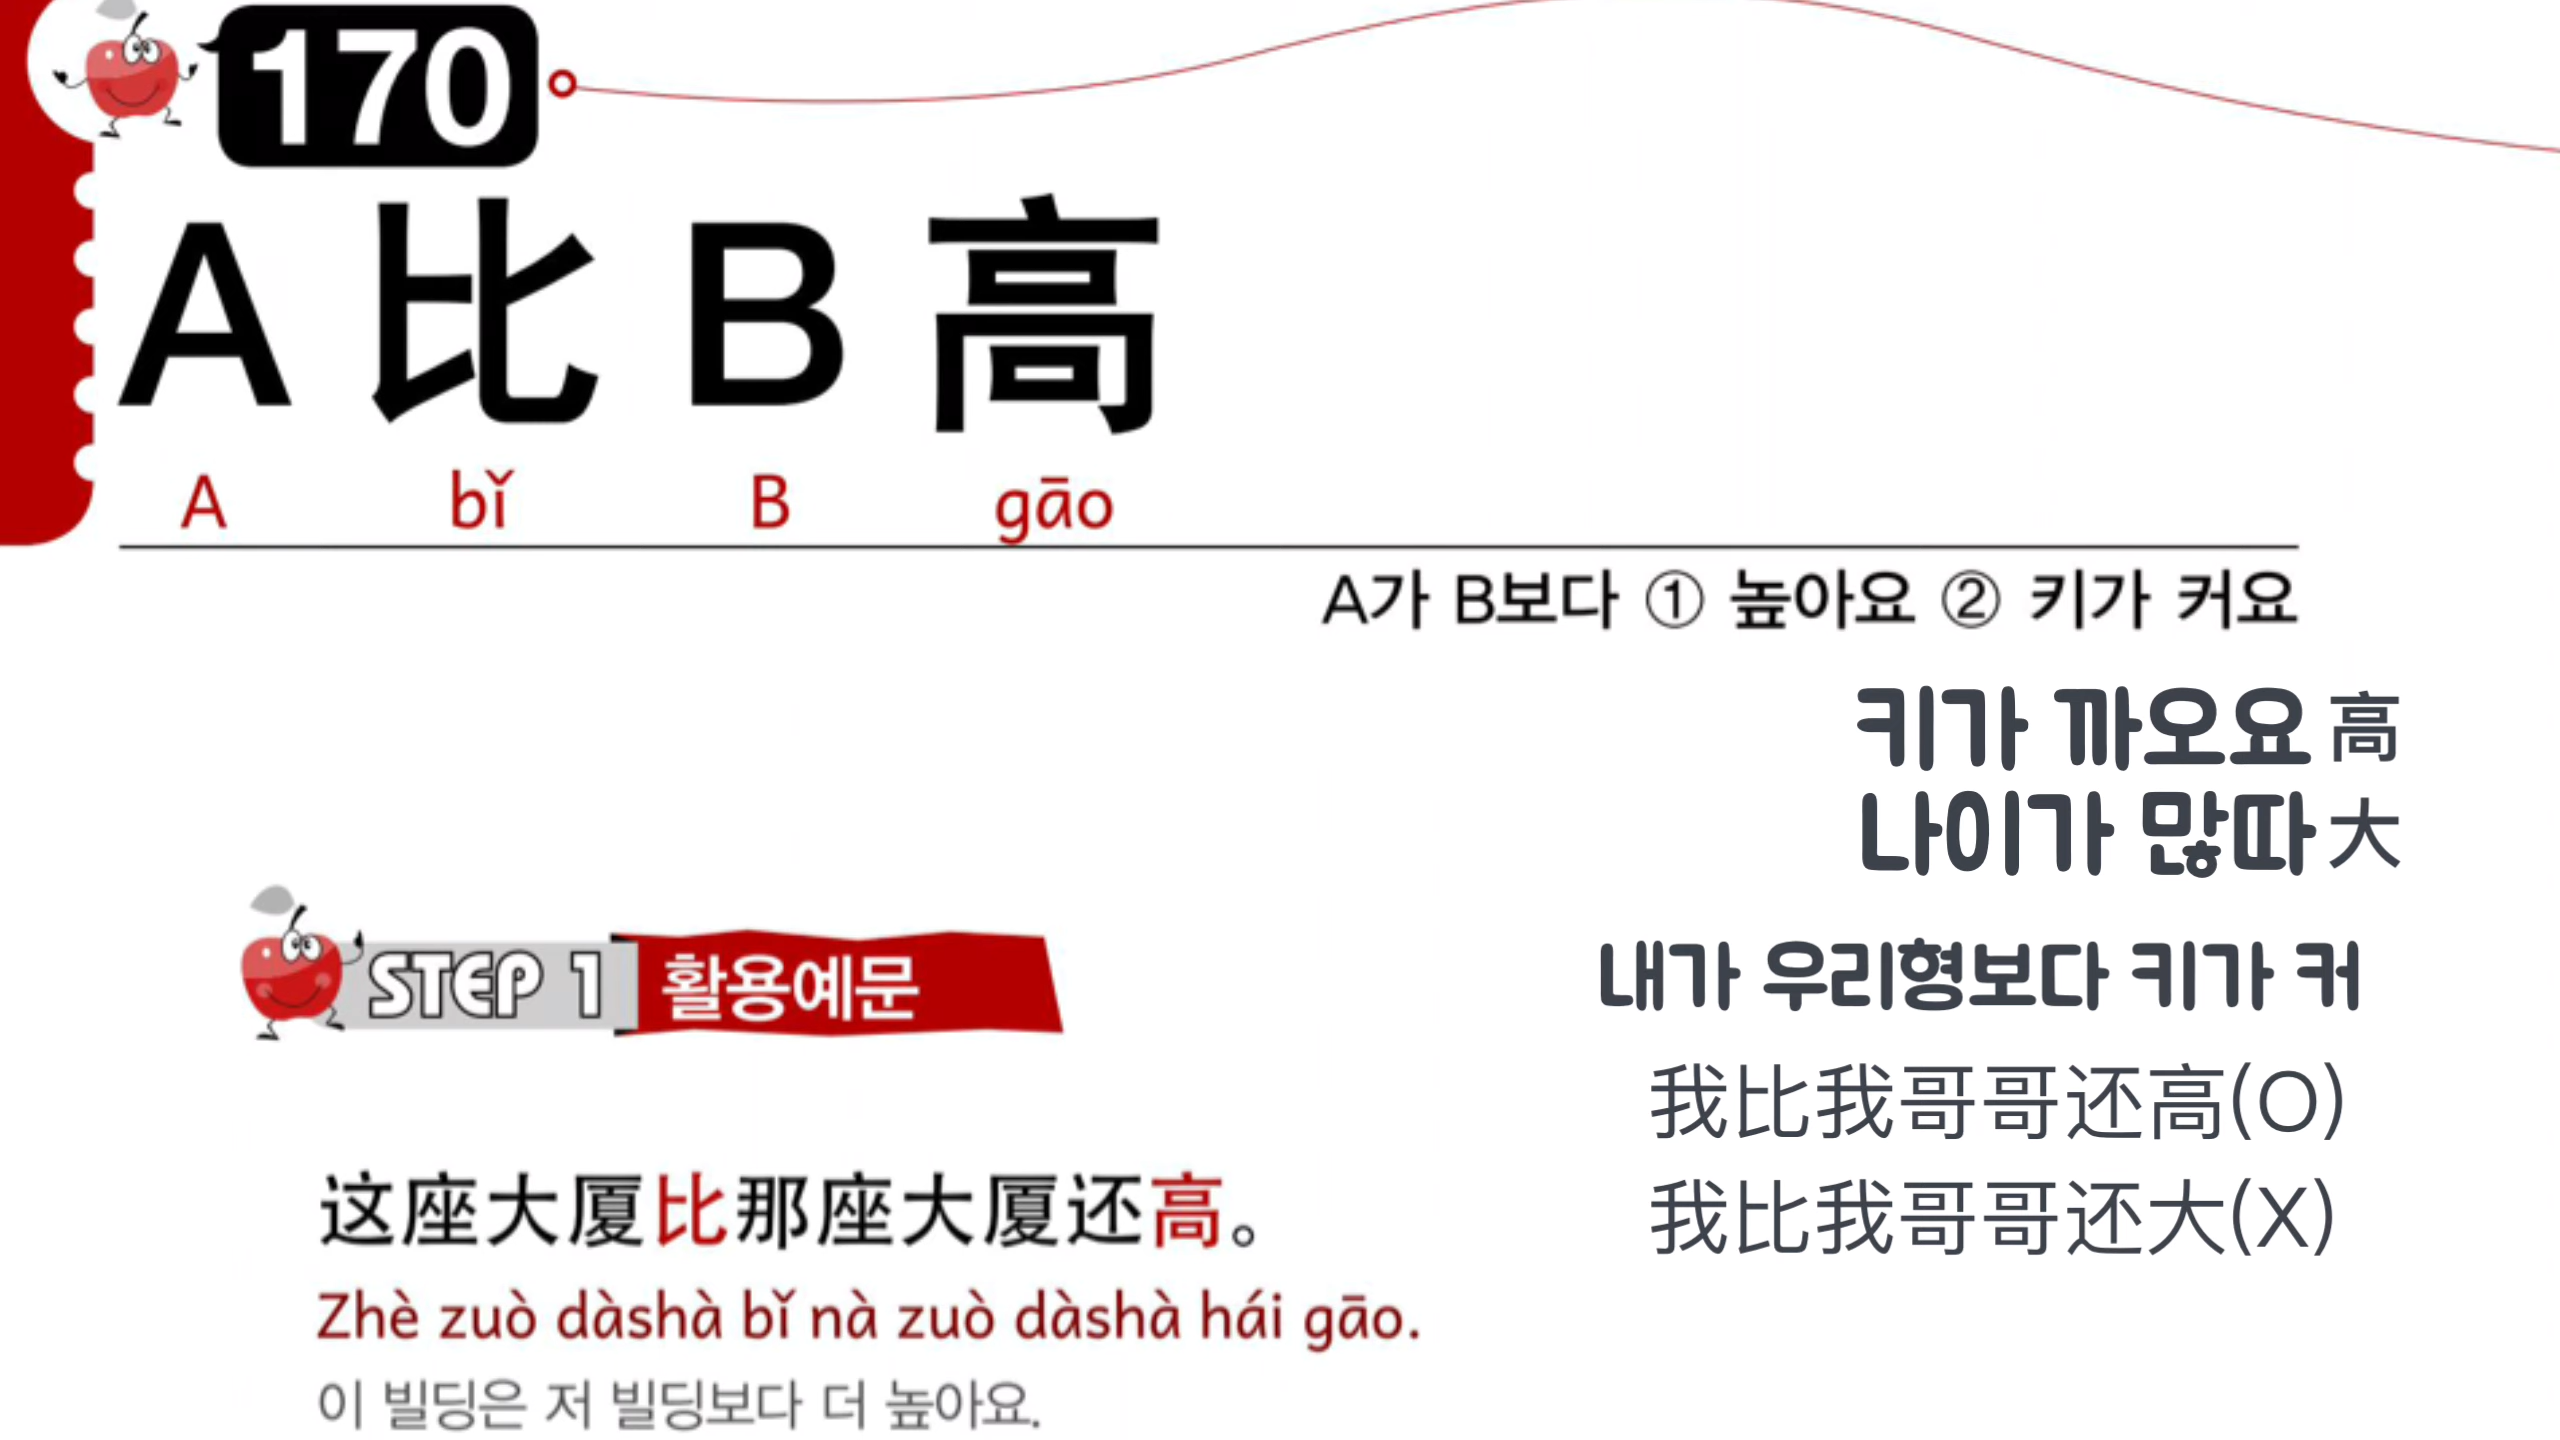 170
A 比 B 高
A bǐ B gāo
A가 B보다 ① 높아요 ② 키가 커요
키가 까오요 高
나이가 많따 大
STEP 1 활용예문
내가 우리형보다 키가 커
我比我哥哥还高(O)
我比我哥哥还大(X)
这座大厦比那座大厦还高。
Zhè zuò dàshà bǐ nà zuò dàshà hái gāo.
이 빌딩은 저 빌딩보다 더 높아요.